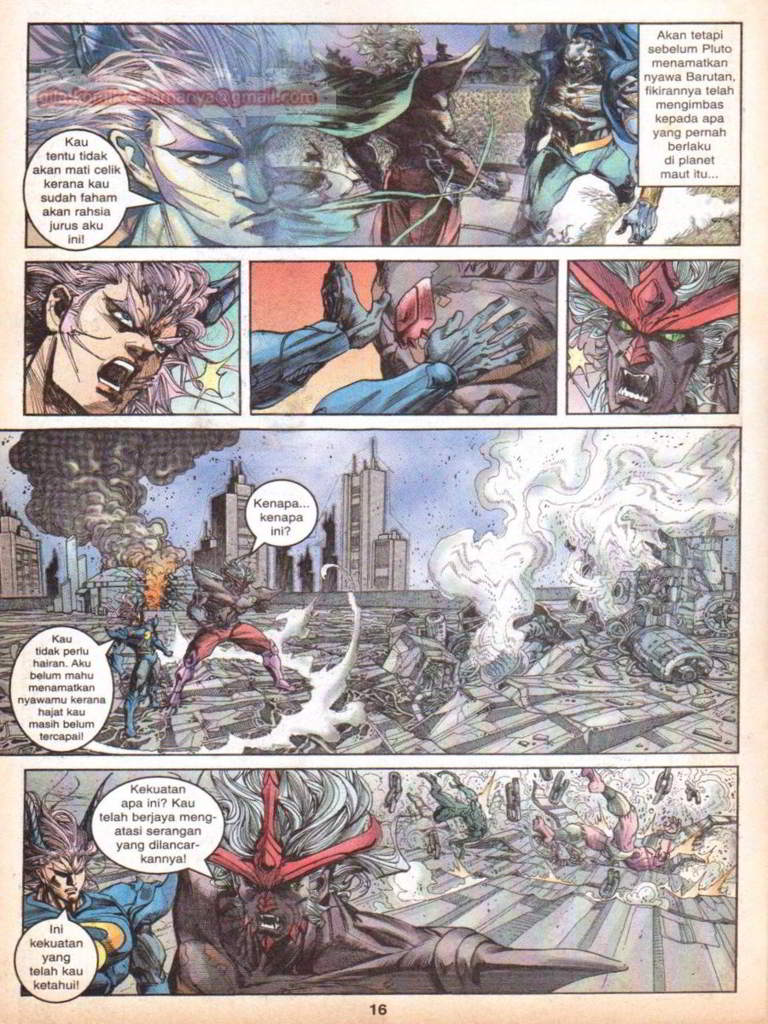 Akan tetapi
sebelum Pluto
menamatkan
nyawa Barutan,
fikirannya telah
mengimbas
kepada apa
yang pernah
berlaku
di planet
maut itu...
Kau
tentu tidak
akan mati celik
kerana kau
sudah faham
akan rahsia
jurus aku
ini!
Kenapa...
kenapa
ini?
Kau
tidak perlu
hairan. Aku
belum mahu
menamatkan
nyawamu kerana
hajat kau
masih belum
tercapai!
Kekuatan
apa ini? Kau
telah berjaya meng-
atasi serangan
yang dilancar-
kannya!
Ini
kekuatan
yang
telah kau
ketahui!
16